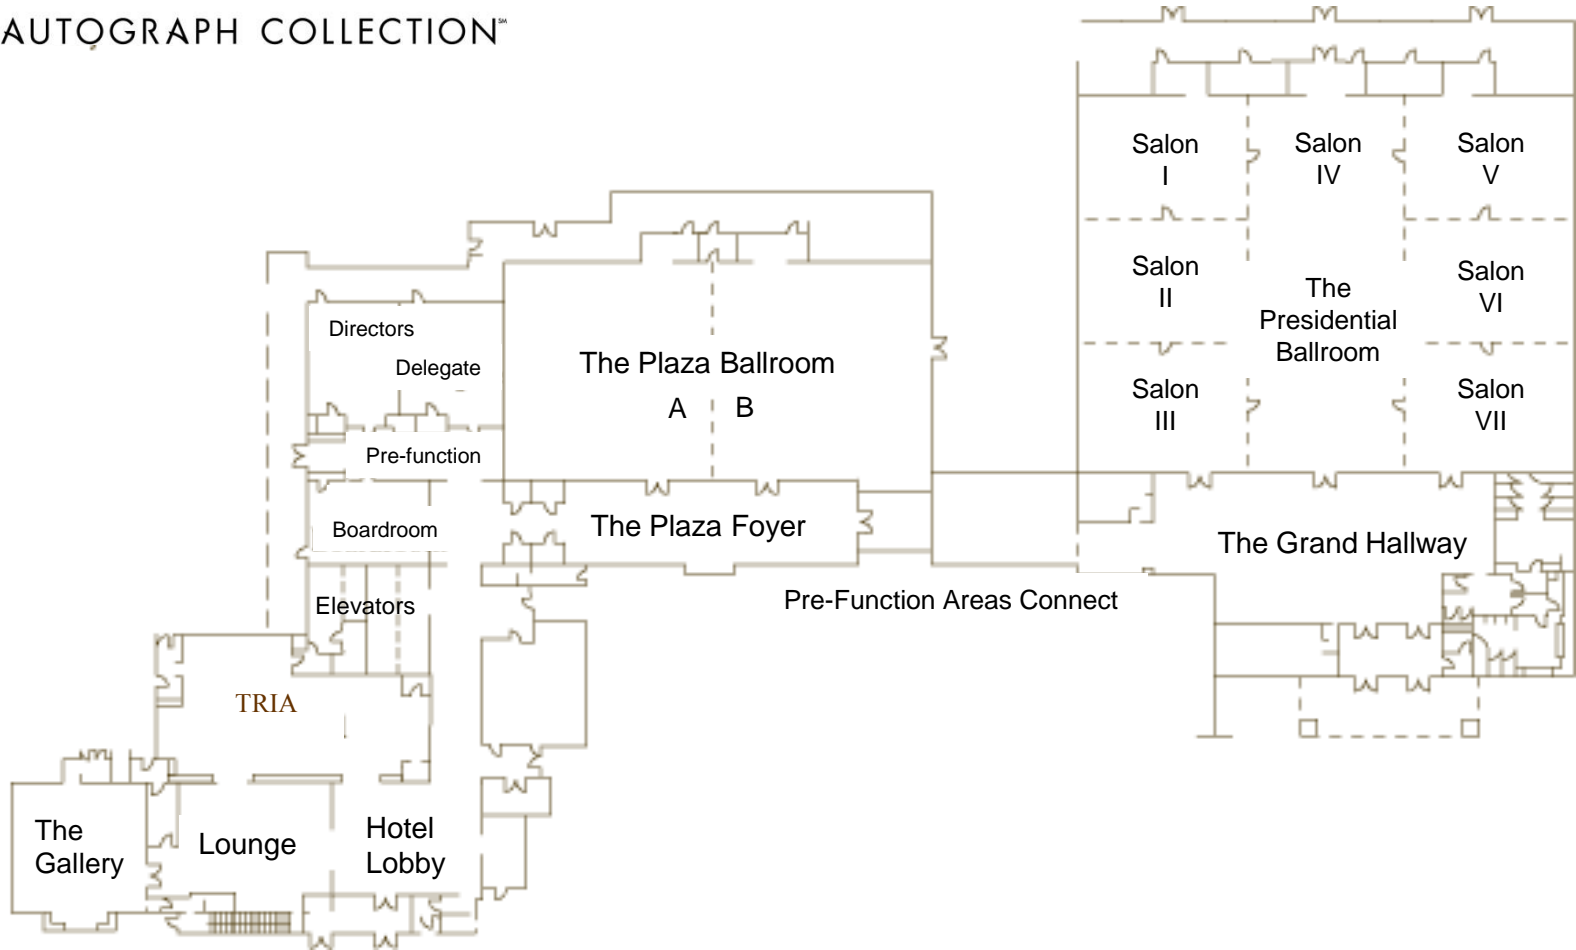 AUTOGRAPH COLLECTION℠
Salon
I
Salon
IV
Salon
V
Salon
II
The
Presidential
Ballroom
Salon
VI
Salon
III
Salon
VII
Directors
Delegate
The Plaza Ballroom
A
B
Pre-function
Boardroom
The Plaza Foyer
The Grand Hallway
Elevators
Pre-Function Areas Connect
TRIA
The
Gallery
Lounge
Hotel
Lobby